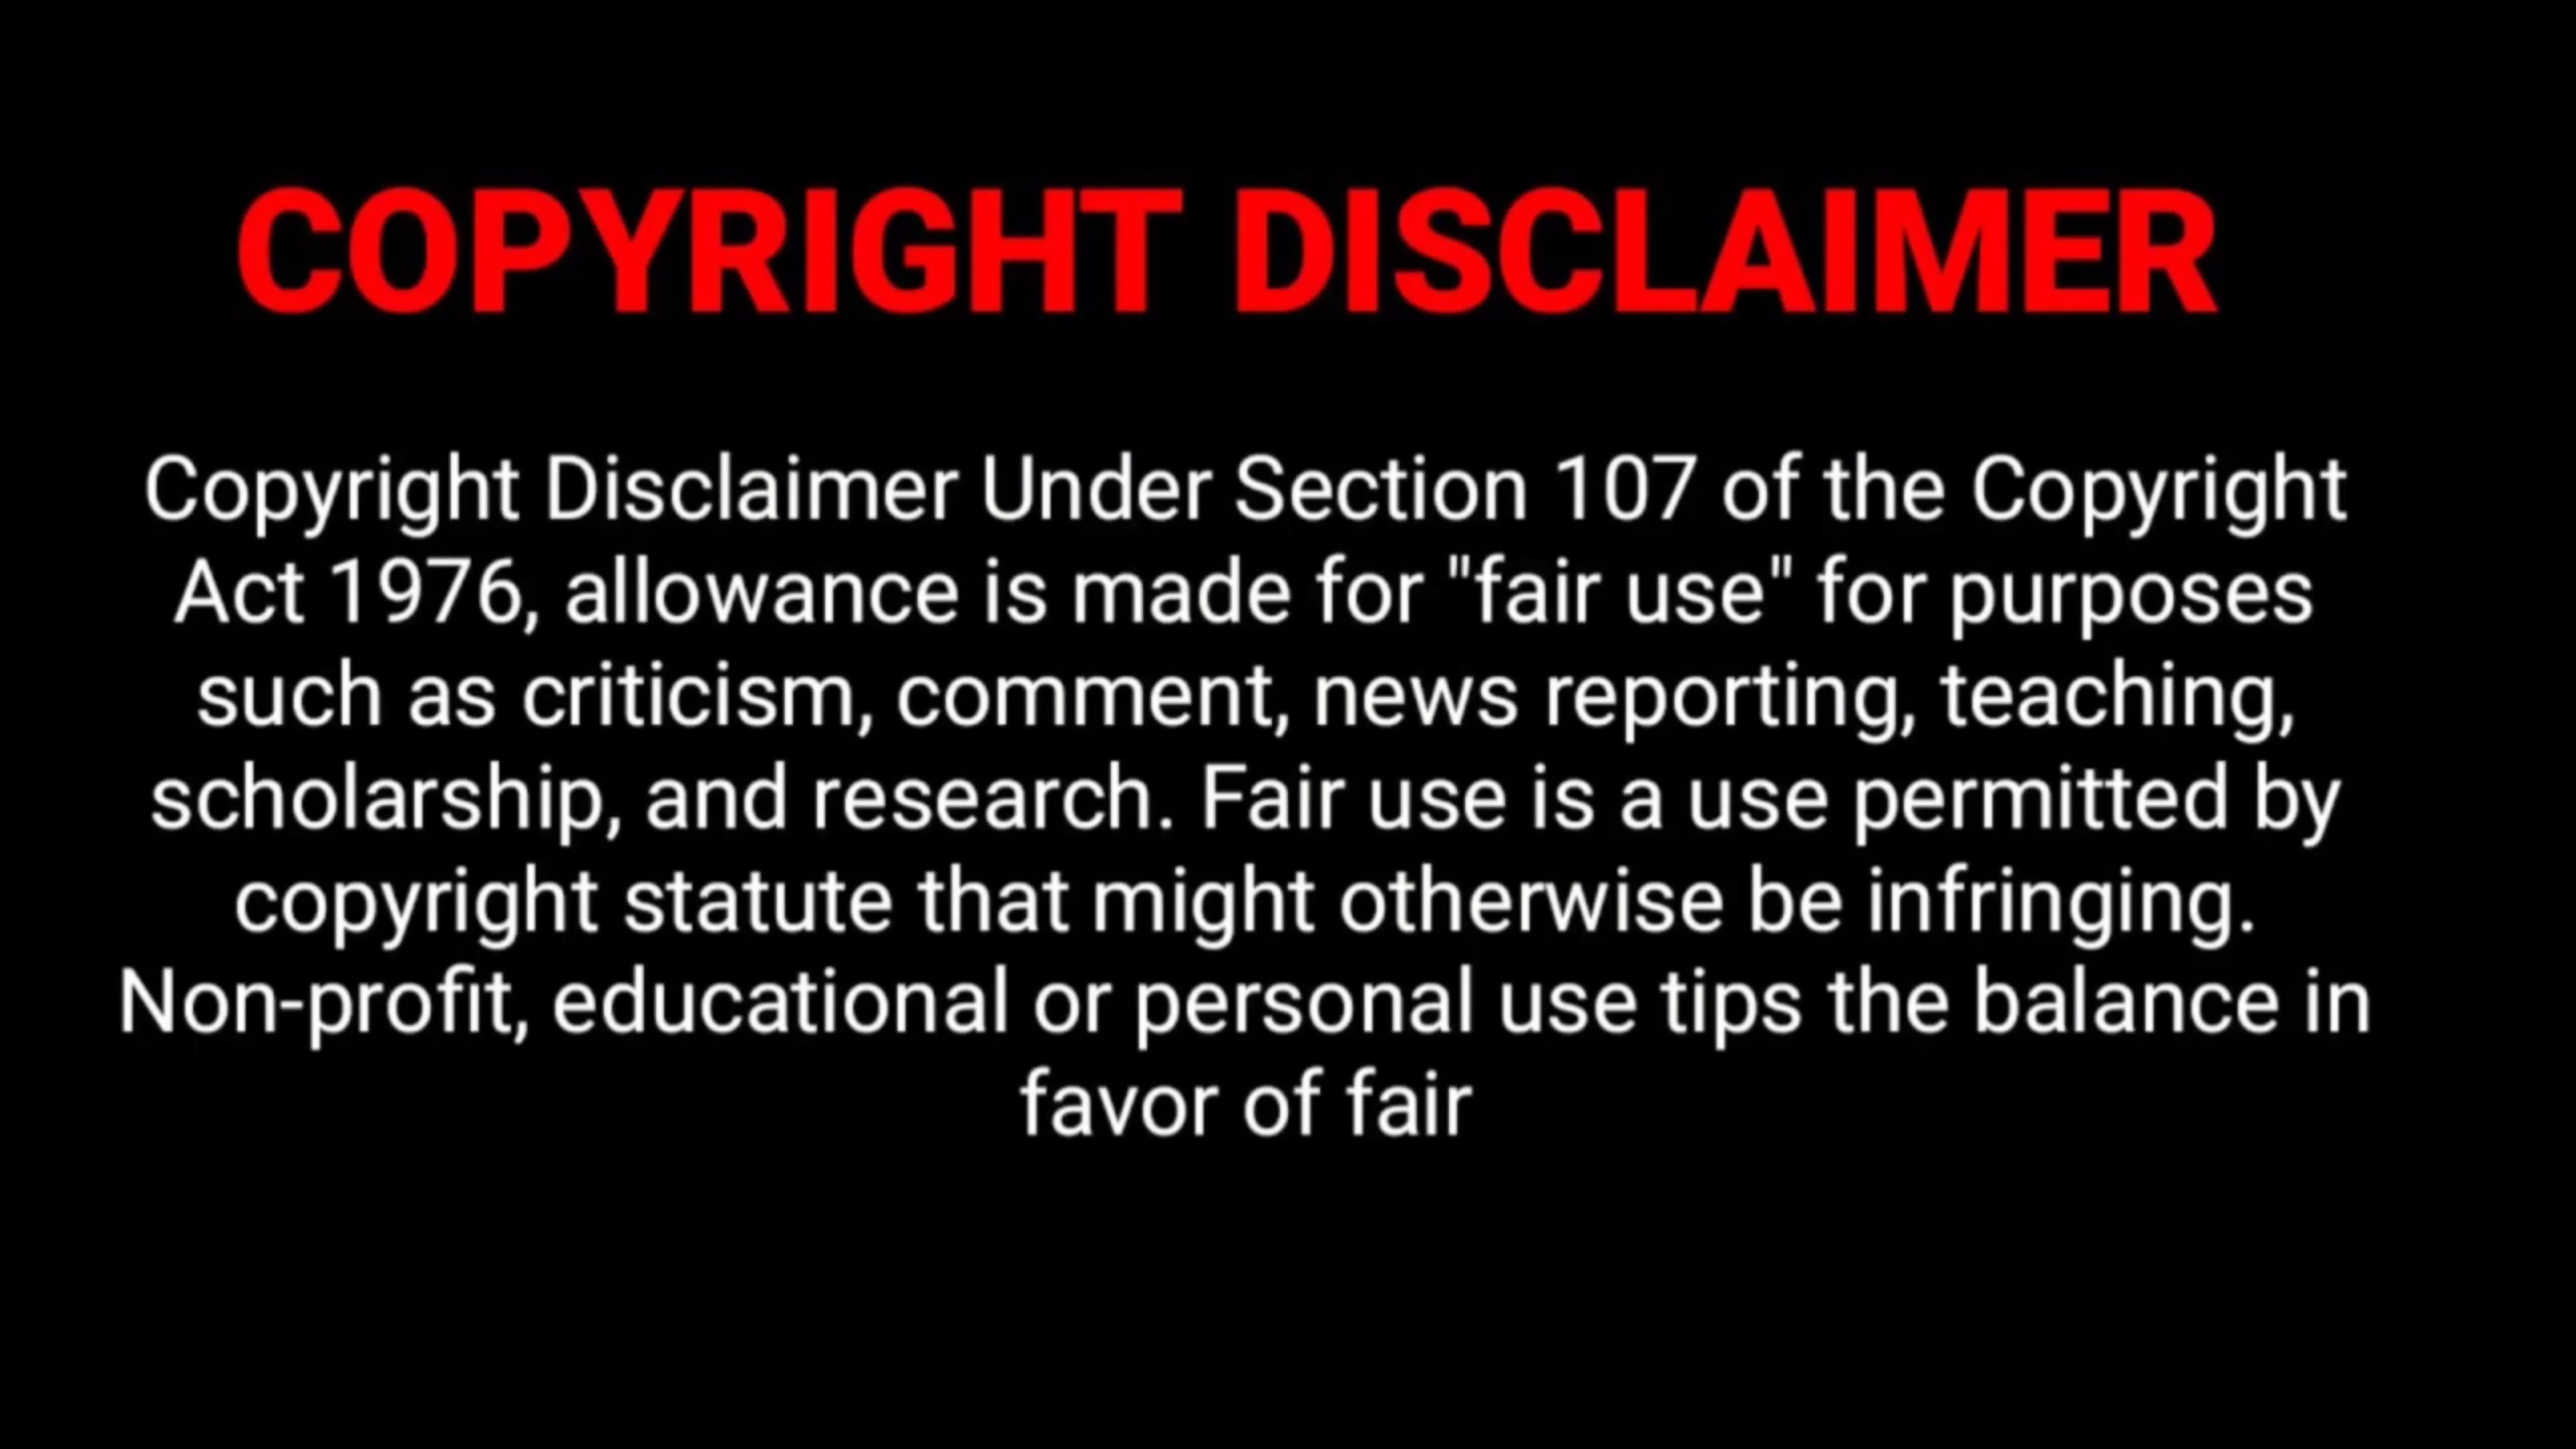 COPYRIGHT DISCLAIMER
Copyright Disclaimer Under Section 107 of the Copyright
Act 1976, allowance is made for "fair use" for purposes
such as criticism, comment, news reporting, teaching,
scholarship, and research. Fair use is a use permitted by
copyright statute that might otherwise be infringing.
Non-profit, educational or personal use tips the balance in
favor of fair